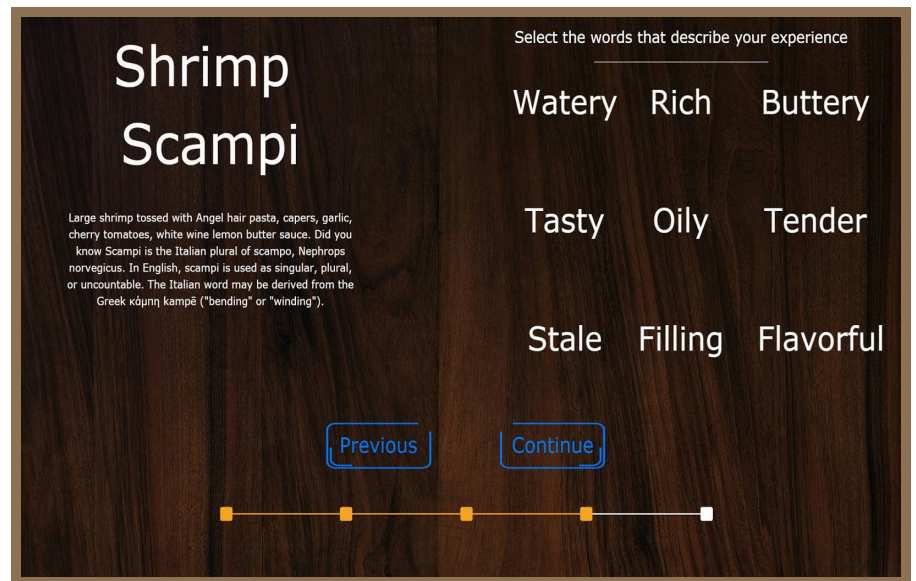 Shrimp
Scampi
Large shrimp tossed with Angel hair pasta, capers, garlic,
cherry tomatoes, white wine lemon butter sauce. Did you
know Scampi is the Italian plural of scampo, Nephrops
norvegicus. In English, scampi is used as singular, plural,
or uncountable. The Italian word may be derived from the
Greek κάμπη kampē ("bending" or "winding").
Select the words that describe your experience
Watery Rich Buttery
Tasty Oily Tender
Stale Filling Flavorful
Previous Continue